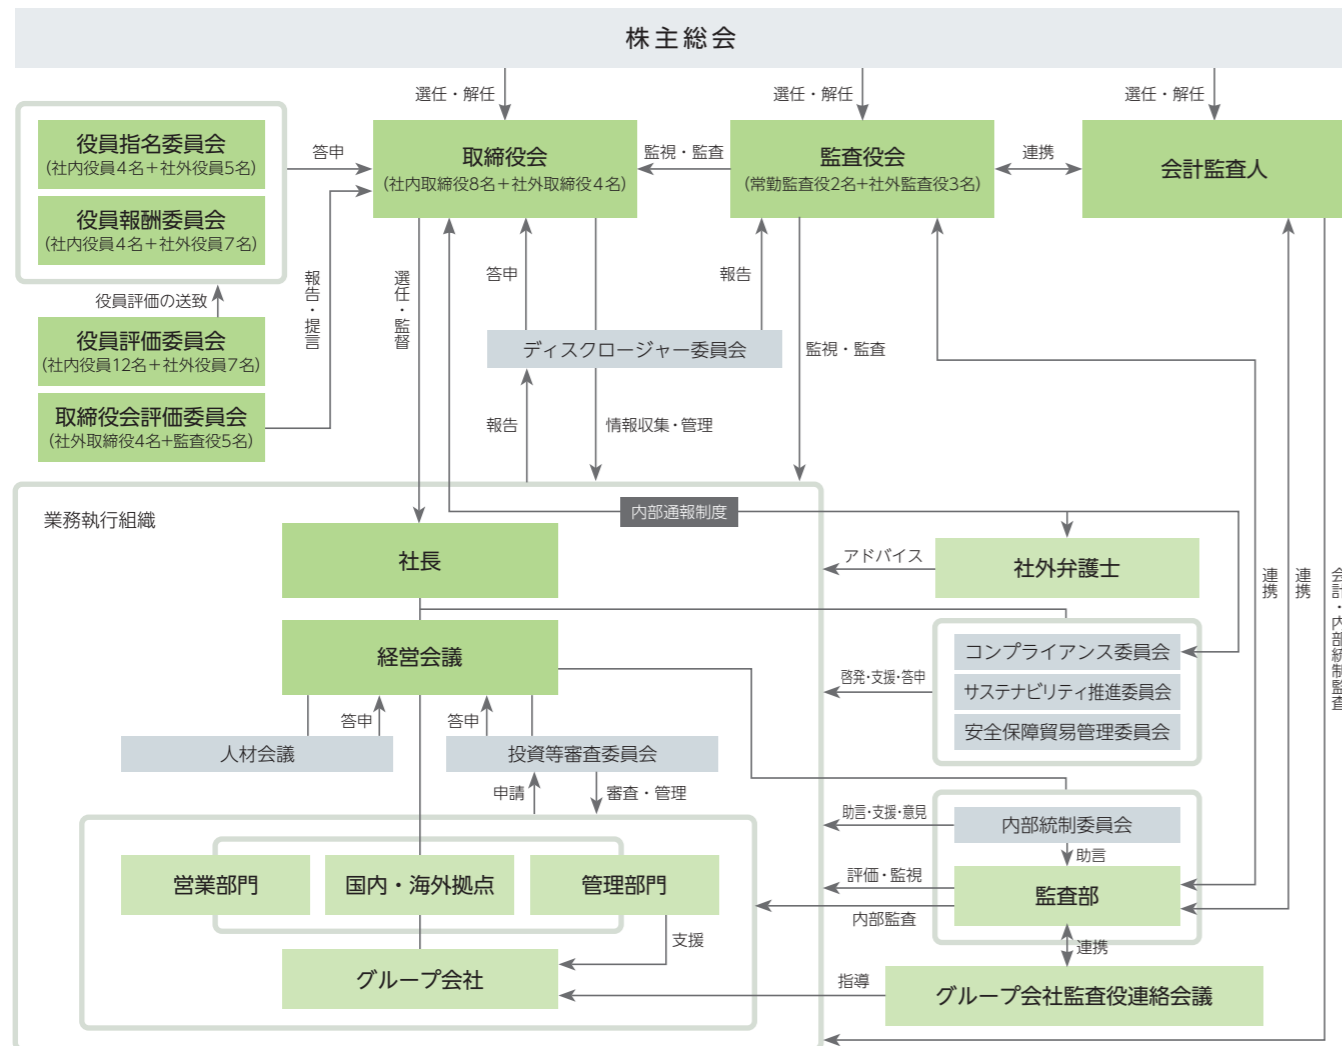 株主総会
選任・解任
選任・解任
選任・解任
役員指名委員会
(社内役員4名＋社外役員5名)
役員報酬委員会
(社内役員4名＋社外役員7名)
答申
取締役会
(社内取締役8名＋社外取締役4名)
監視・監査
監査役会
(常勤監査役2名＋社外監査役3名)
連携
会計監査人
役員評価の送致
役員評価委員会
(社内役員12名＋社外役員7名)
取締役会評価委員会
(社外取締役4名+監査役5名)
報告・提言
選任・監督
答申
報告
ディスクロージャー委員会
監視・監査
報告
情報収集・管理
業務執行組織
内部通報制度
社長
アドバイス
社外弁護士
連携
連携
会計・内部統制監査
経営会議
コンプライアンス委員会
サステナビリティ推進委員会
安全保障貿易管理委員会
啓発・支援・答申
答申
答申
人材会議
投資等審査委員会
申請
審査・管理
助言・支援・意見
内部統制委員会
助言
営業部門
国内・海外拠点
管理部門
評価・監視
監査部
内部監査
支援
連携
グループ会社
指導
グループ会社監査役連絡会議